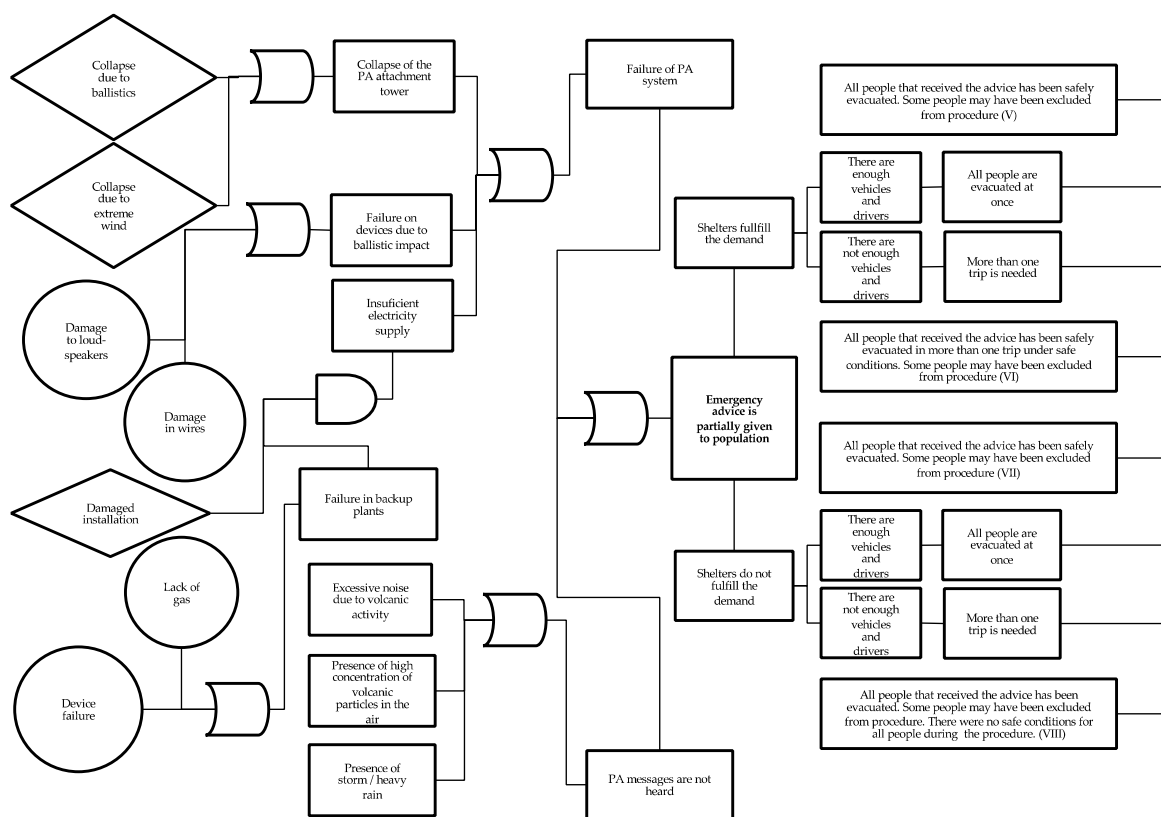 Collapse
due to
ballistics
Collapse of the
PA attachment
tower
Failure of PA
system
All people that received the advice has been safely
evacuated. Some people may have been excluded
from procedure (V)
Collapse
due to
extreme
wind
Failure on
devices due to
ballistic impact
Shelters fullfill
the demand
There are
enough
vehicles
and
drivers
All people are
evacuated at
once
There are
not enough
vehicles
and
drivers
More than one
trip is needed
Damage
to loud-
speakers
Insuficient
electricity
supply
All people that received the advice has been safely
evacuated in more than one trip under safe
conditions. Some people may have been excluded
from procedure (VI)
Damage
in wires
Emergency
advice is
partially given
to population
All people that received the advice has been safely
evacuated. Some people may have been excluded
from procedure (VII)
Damaged
installation
Failure in backup
plants
There are
enough
vehicles
and
drivers
All people are
evacuated at
once
Lack of
gas
Excessive noise
due to volcanic
activity
Shelters do not
fulfill the
demand
There are
not enough
vehicles
and
drivers
More than one
trip is needed
Device
failure
Presence of high
concentration of
volcanic
particles in the
air
All people that received the advice has been
evacuated. Some people may have been excluded
from procedure. There were no safe conditions for
all people during the procedure. (VIII)
Presence of
storm / heavy
rain
PA messages are not
heard